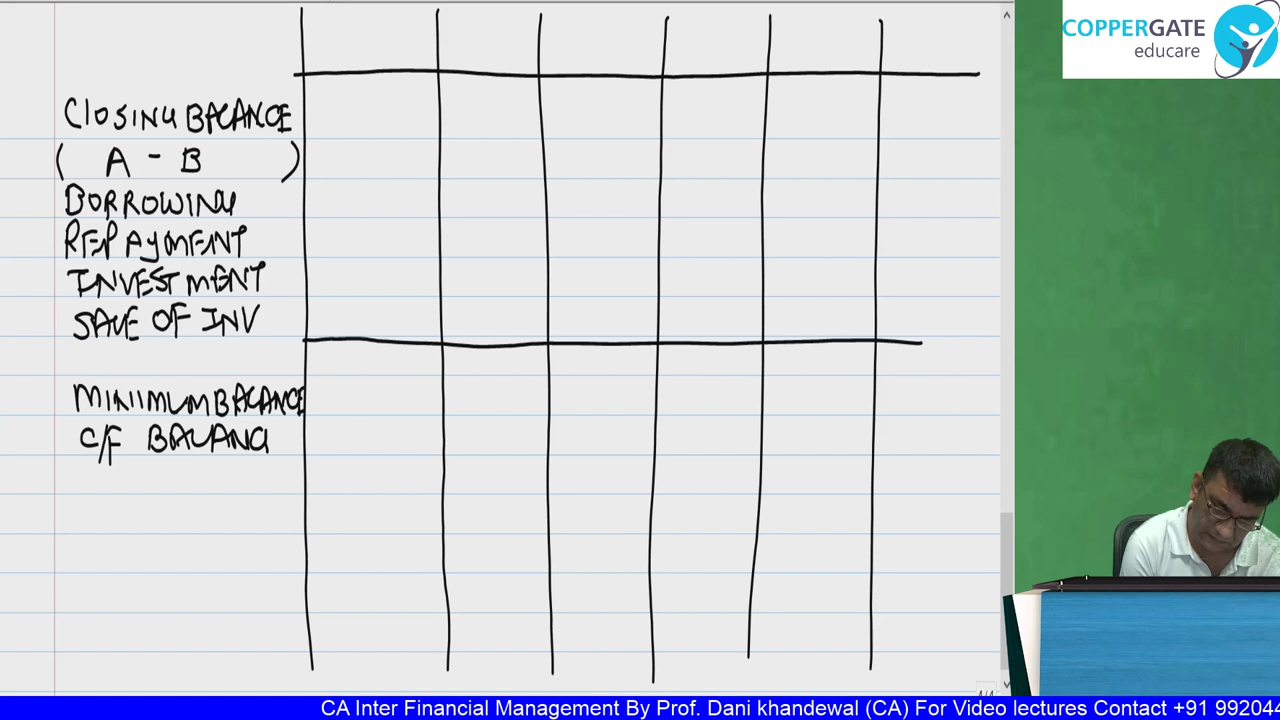 COPPERGATE
educare
CLOSING BALANCE
( A - B )
BORROWING
REPAYMENT
INVESTMENT
SALE OF INV
MINIMUM BALANCE
C/F BALANC
CA Inter Financial Management By Prof. Dani khandewal (CA) For Video lectures Contact +91 992044